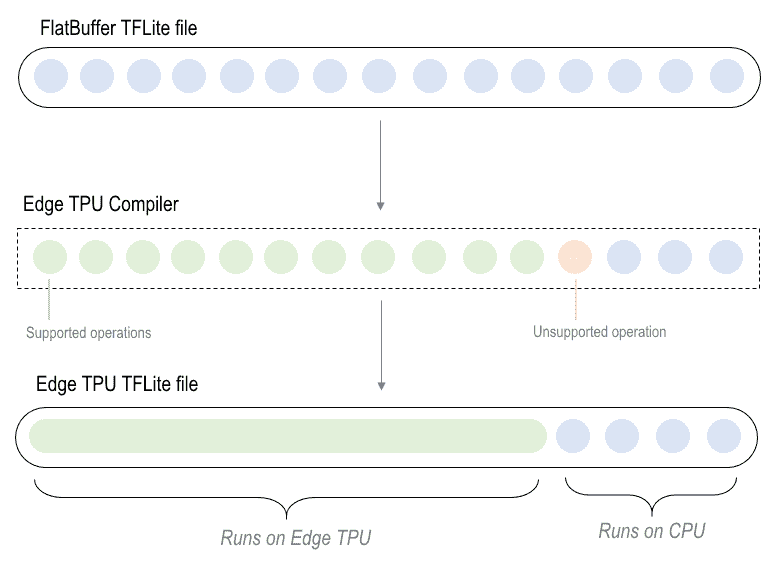 FlatBuffer TFLite file
Edge TPU Compiler
Supported operations
Unsupported operation
Edge TPU TFLite file
Runs on Edge TPU
Runs on CPU